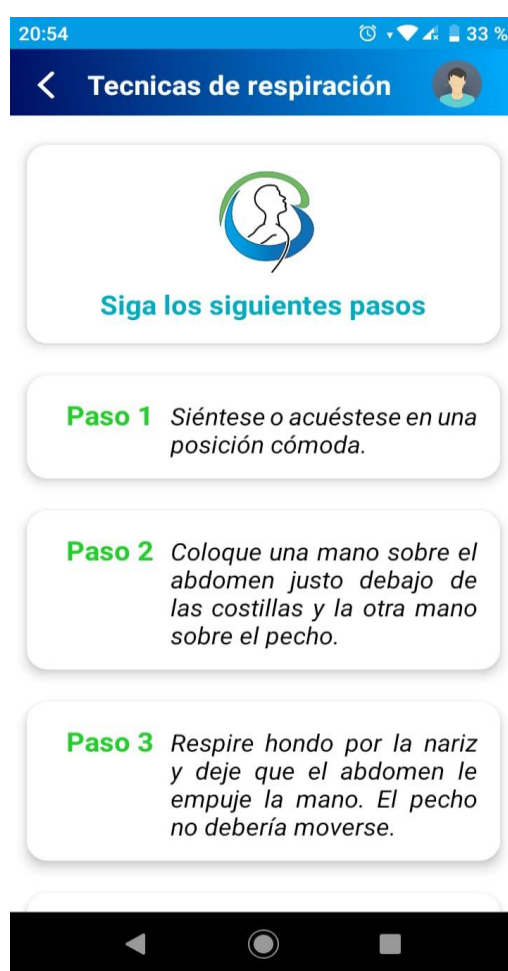 20:54
33 %
Tecnicas de respiración
Siga los siguientes pasos
Paso 1 Siéntese o acuéstese en una
posición cómoda.
Paso 2 Coloque una mano sobre el
abdomen justo debajo de
las costillas y la otra mano
sobre el pecho.
Paso 3 Respire hondo por la nariz
y deje que el abdomen le
empuje la mano. El pecho
no debería moverse.